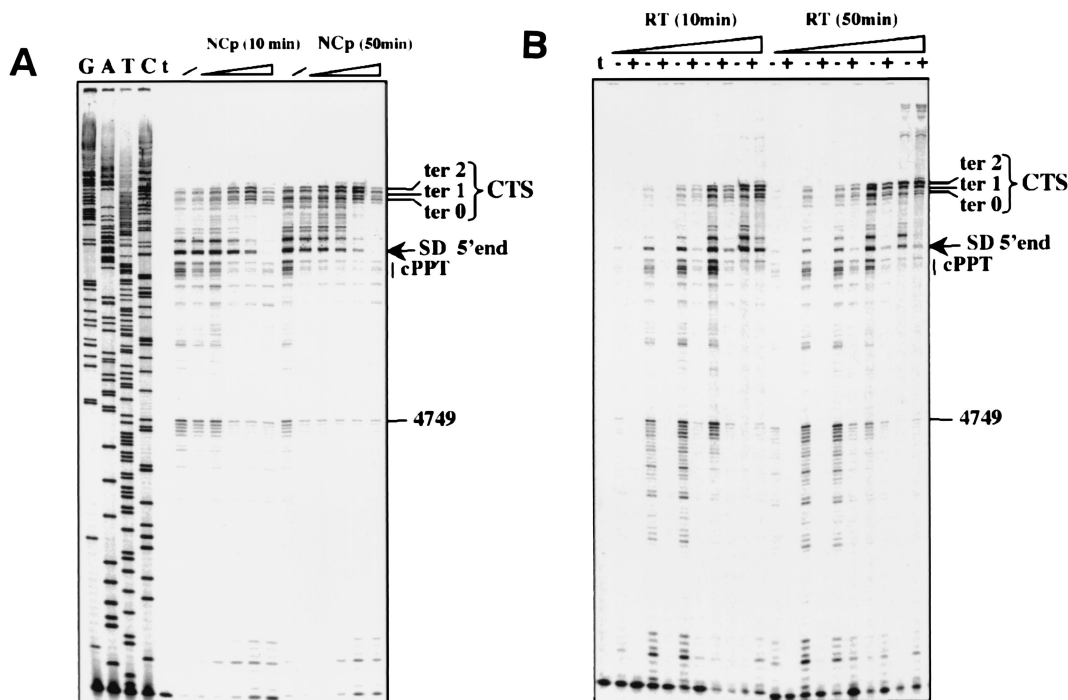 A
NCp (10 min) NCp (50min)
G A T C t
ter 2
ter 1
ter 0
CTS
SD 5'end
cPPT
4749
B
RT (10min) RT (50min)
t - + - + - + - + - + - + - + - + - + - +
ter 2
ter 1
ter 0
CTS
SD 5'end
cPPT
4749